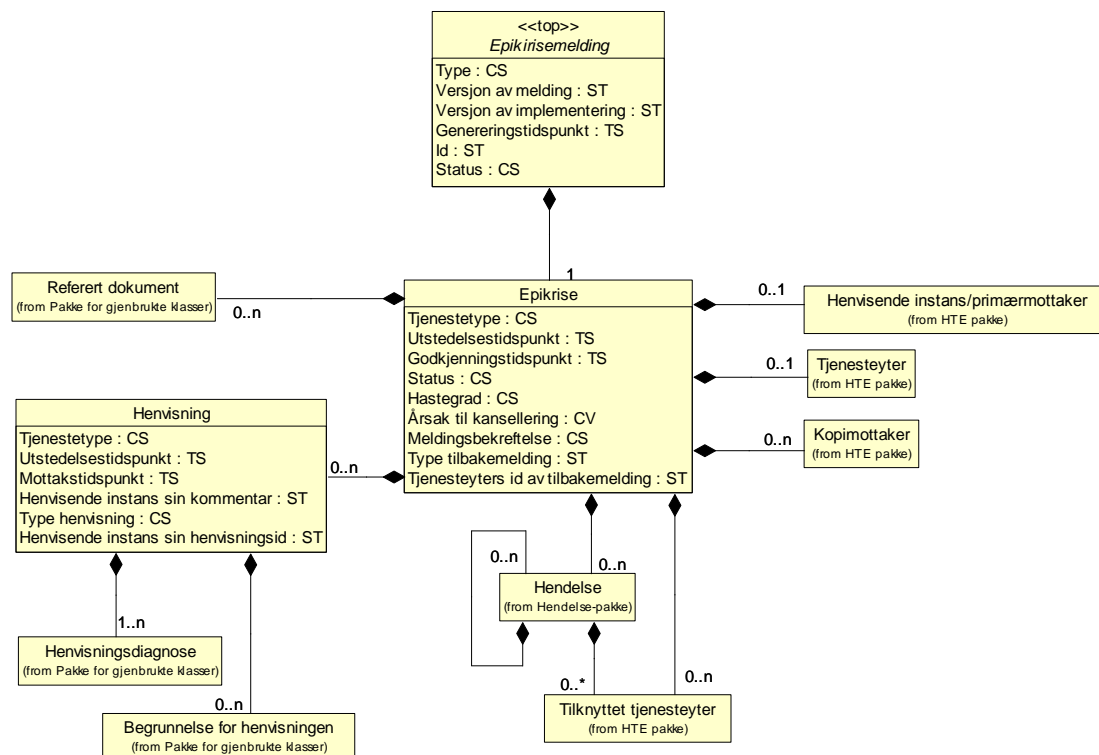 <<top>>
Epikirisemelding
Type : CS
Versjon av melding : ST
Versjon av implementering : ST
Genereringstidspunkt : TS
Id : ST
Status : CS
1
Referert dokument
(from Pakke for gjenbrukte klasser)
0..n
Epikrise
Tjenestetype : CS
Utstedelsestidspunkt : TS
Godkjenningstidspunkt : TS
Status : CS
Hastegrad : CS
Årsak til kansellering : CV
Meldingsbekreftelse : CS
Type tilbakemelding : ST
Tjenesteyters id av tilbakemelding : ST
0..1
Henvisende instans/primærmottaker
(from HTE pakke)
0..1
Tjenesteyter
(from HTE pakke)
0..n
Kopimottaker
(from HTE pakke)
Henvisning
Tjenestetype : CS
Utstedelsestidspunkt : TS
Mottakstidspunkt : TS
Henvisende instans sin kommentar : ST
Type henvisning : CS
Henvisende instans sin henvisningsid : ST
0..n
0..n
0..n
Hendelse
(from Hendelse-pakke)
1..n
Henvisningsdiagnose
(from Pakke for gjenbrukte klasser)
0..n
Begrunnelse for henvisningen
(from Pakke for gjenbrukte klasser)
0..*
0..n
Tilknyttet tjenesteyter
(from HTE pakke)